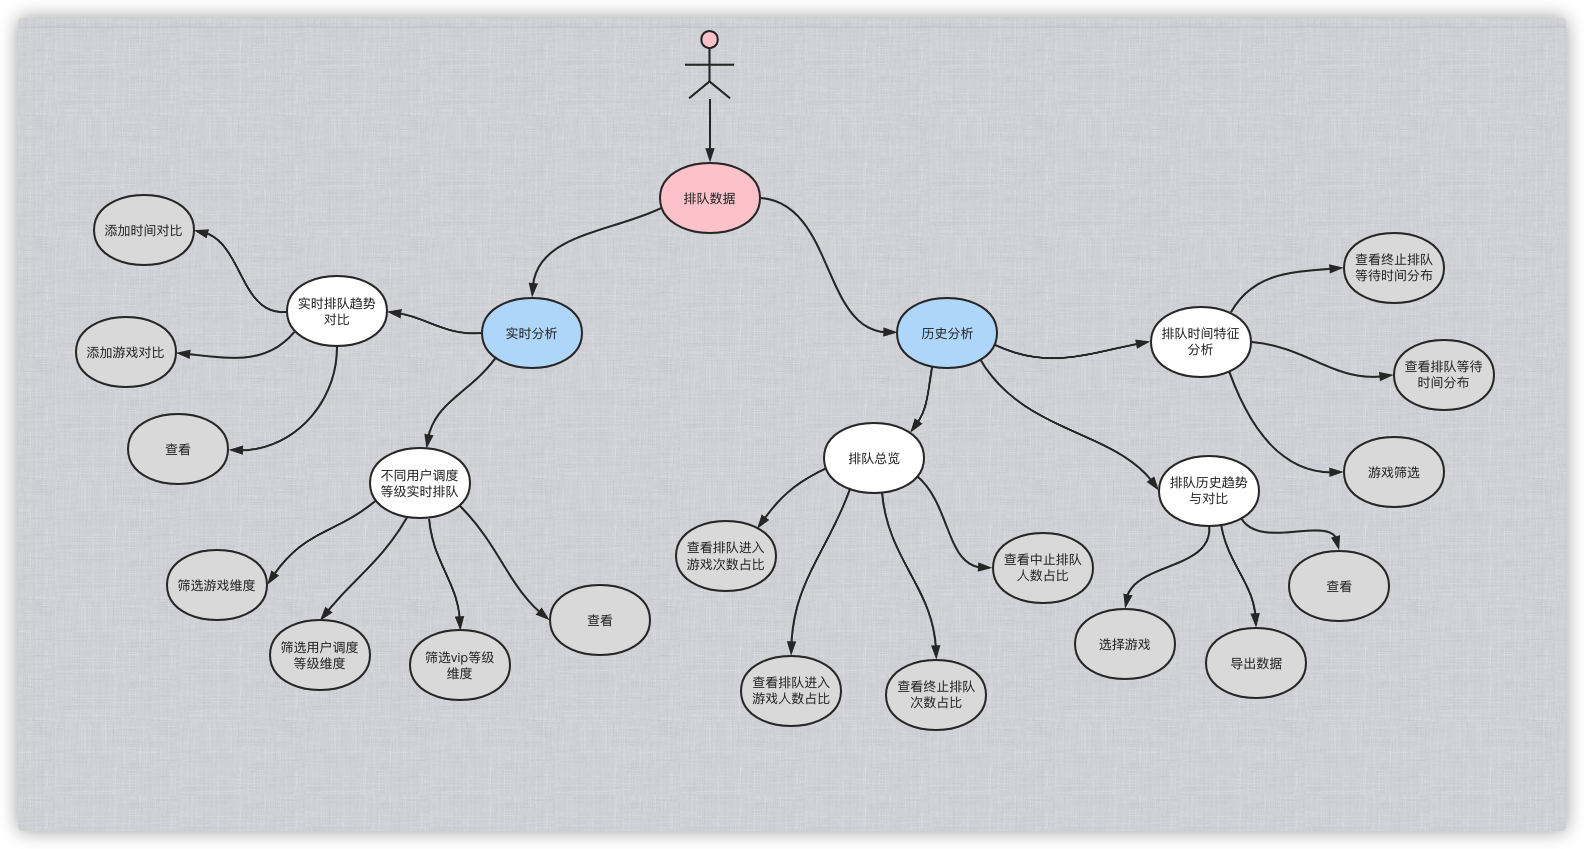 排队数据
实时分析
实时排队趋势
对比
添加时间对比
添加游戏对比
查看
不同用户调度
等级实时排队
筛选游戏维度
筛选用户调度
等级维度
筛选vip等级
维度
查看
历史分析
排队总览
查看排队进入
游戏次数占比
查看排队进入
游戏人数占比
查看终止排队
次数占比
查看中止排队
人数占比
排队历史趋势
与对比
选择游戏
导出数据
查看
排队时间特征
分析
查看终止排队
等待时间分布
查看排队等待
时间分布
游戏筛选